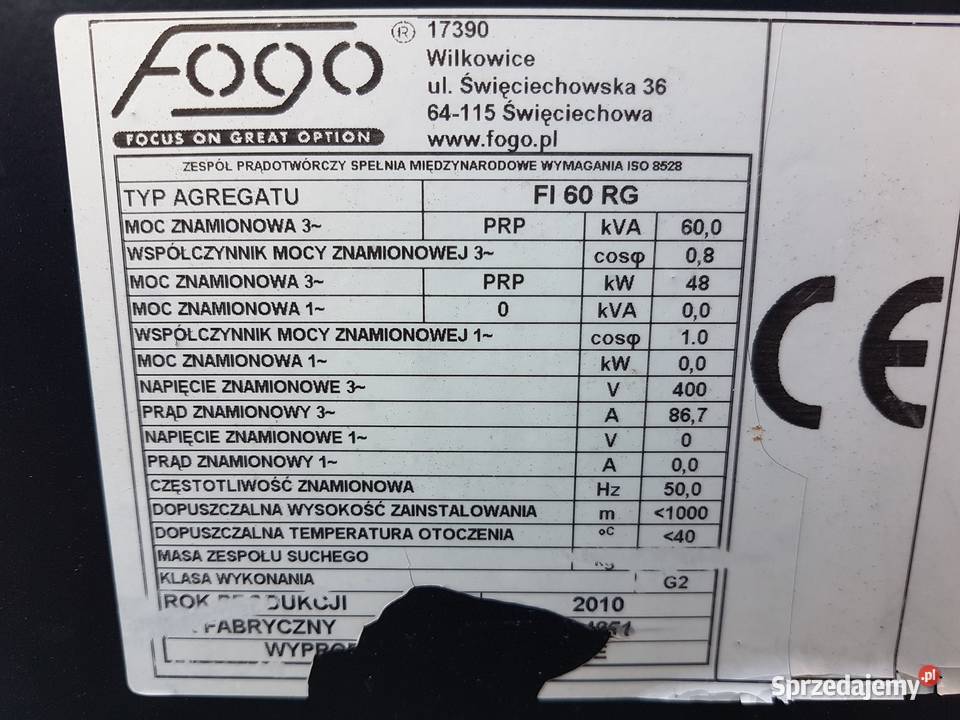 Fogo ® 17390
Wilkowice
ul. Święciechowska 36
64-115 Święciechowa
FOCUS ON GREAT OPTION www.fogo.pl
ZESPÓŁ PRĄDOTWÓRCZY SPEŁNIA MIĘDZYNARODOWE WYMAGANIA ISO 8528
TYP AGREGATU FI 60 RG
MOC ZNAMIONOWA 3~ PRP kVA 60,0
WSPÓŁCZYNNIK MOCY ZNAMIONOWEJ 3~ cosφ 0,8
MOC ZNAMIONOWA 3~ PRP kW 48
MOC ZNAMIONOWA 1~ 0 kVA 0,0
WSPÓŁCZYNNIK MOCY ZNAMIONOWEJ 1~ cosφ 1.0
MOC ZNAMIONOWA 1~ kW 0,0
NAPIĘCIE ZNAMIONOWE 3~ V 400
PRĄD ZNAMIONOWY 3~ A 86,7
NAPIĘCIE ZNAMIONOWE 1~ V 0
PRĄD ZNAMIONOWY 1~ A 0,0
CZĘSTOTLIWOŚĆ ZNAMIONOWA Hz 50,0
DOPUSZCZALNA WYSOKOŚĆ ZAINSTALOWANIA m <1000
DOPUSZCZALNA TEMPERATURA OTOCZENIA ºC <40
MASA ZESPOŁU SUCHEGO kg
KLASA WYKONANIA G2
ROK PRODUKCJI 2010
FABRYCZNY
CE
Sprzedajemy.pl